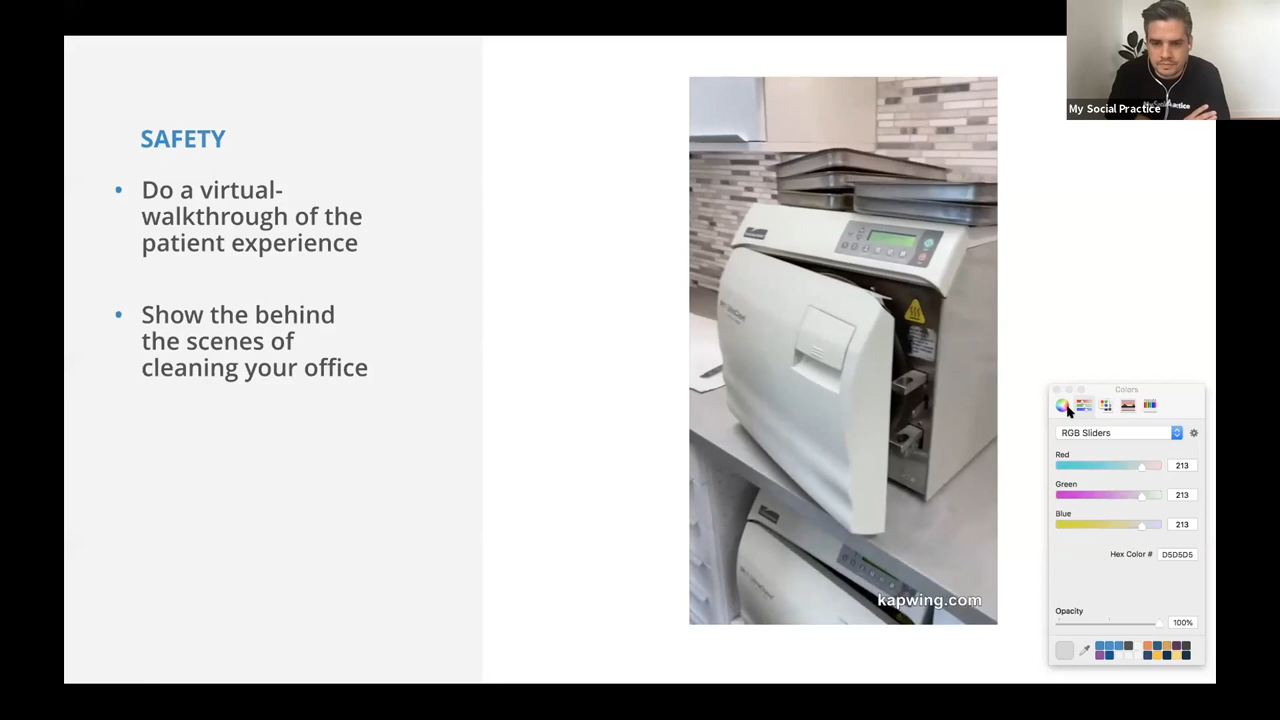 SAFETY
• Do a virtual-
walkthrough of the
patient experience
• Show the behind
the scenes of
cleaning your office
kapwing.com
My Social Practice
Colors
RGB Sliders
Red
213
Green
213
Blue
213
Hex Color # D5D5D5
Opacity
100%